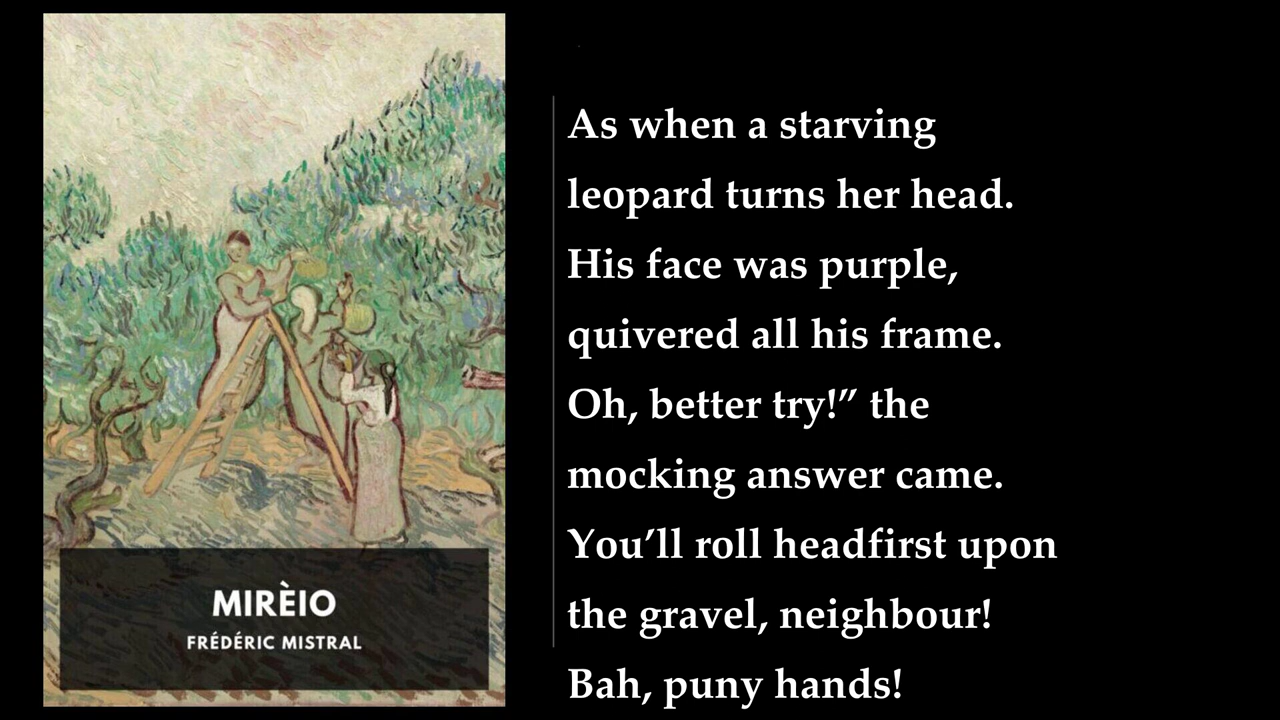 MIRÈIO
FRÉDÉRIC MISTRAL
As when a starving
leopard turns her head.
His face was purple,
quivered all his frame.
Oh, better try!” the
mocking answer came.
You’ll roll headfirst upon
the gravel, neighbour!
Bah, puny hands!